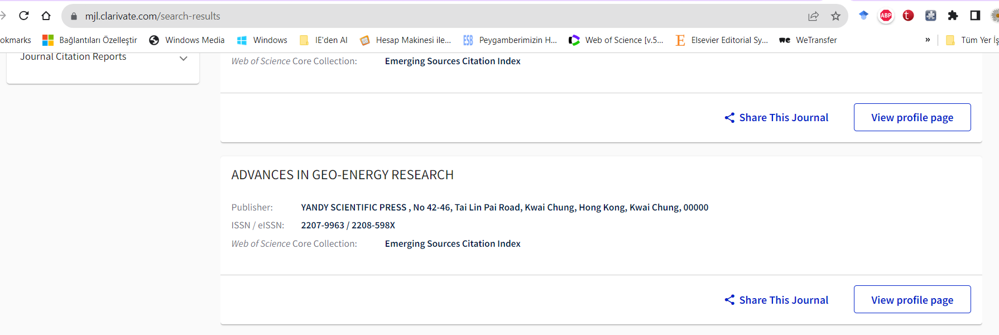 mjl.clarivate.com/search-results
ABP
okmarks Bağlantıları Özelleştir Windows Media Windows IE'den Al Hesap Makinesi ile... ESB Peygamberimizin H... Web of Science [v.5... E Elsevier Editorial Sy... we WeTransfer » Tüm Yer İş
Journal Citation Reports
Web of Science Core Collection: Emerging Sources Citation Index
Share This Journal View profile page
ADVANCES IN GEO-ENERGY RESEARCH
Publisher: YANDY SCIENTIFIC PRESS , No 42-46, Tai Lin Pai Road, Kwai Chung, Hong Kong, Kwai Chung, 00000
ISSN / eISSN: 2207-9963 / 2208-598X
Web of Science Core Collection: Emerging Sources Citation Index
Share This Journal View profile page